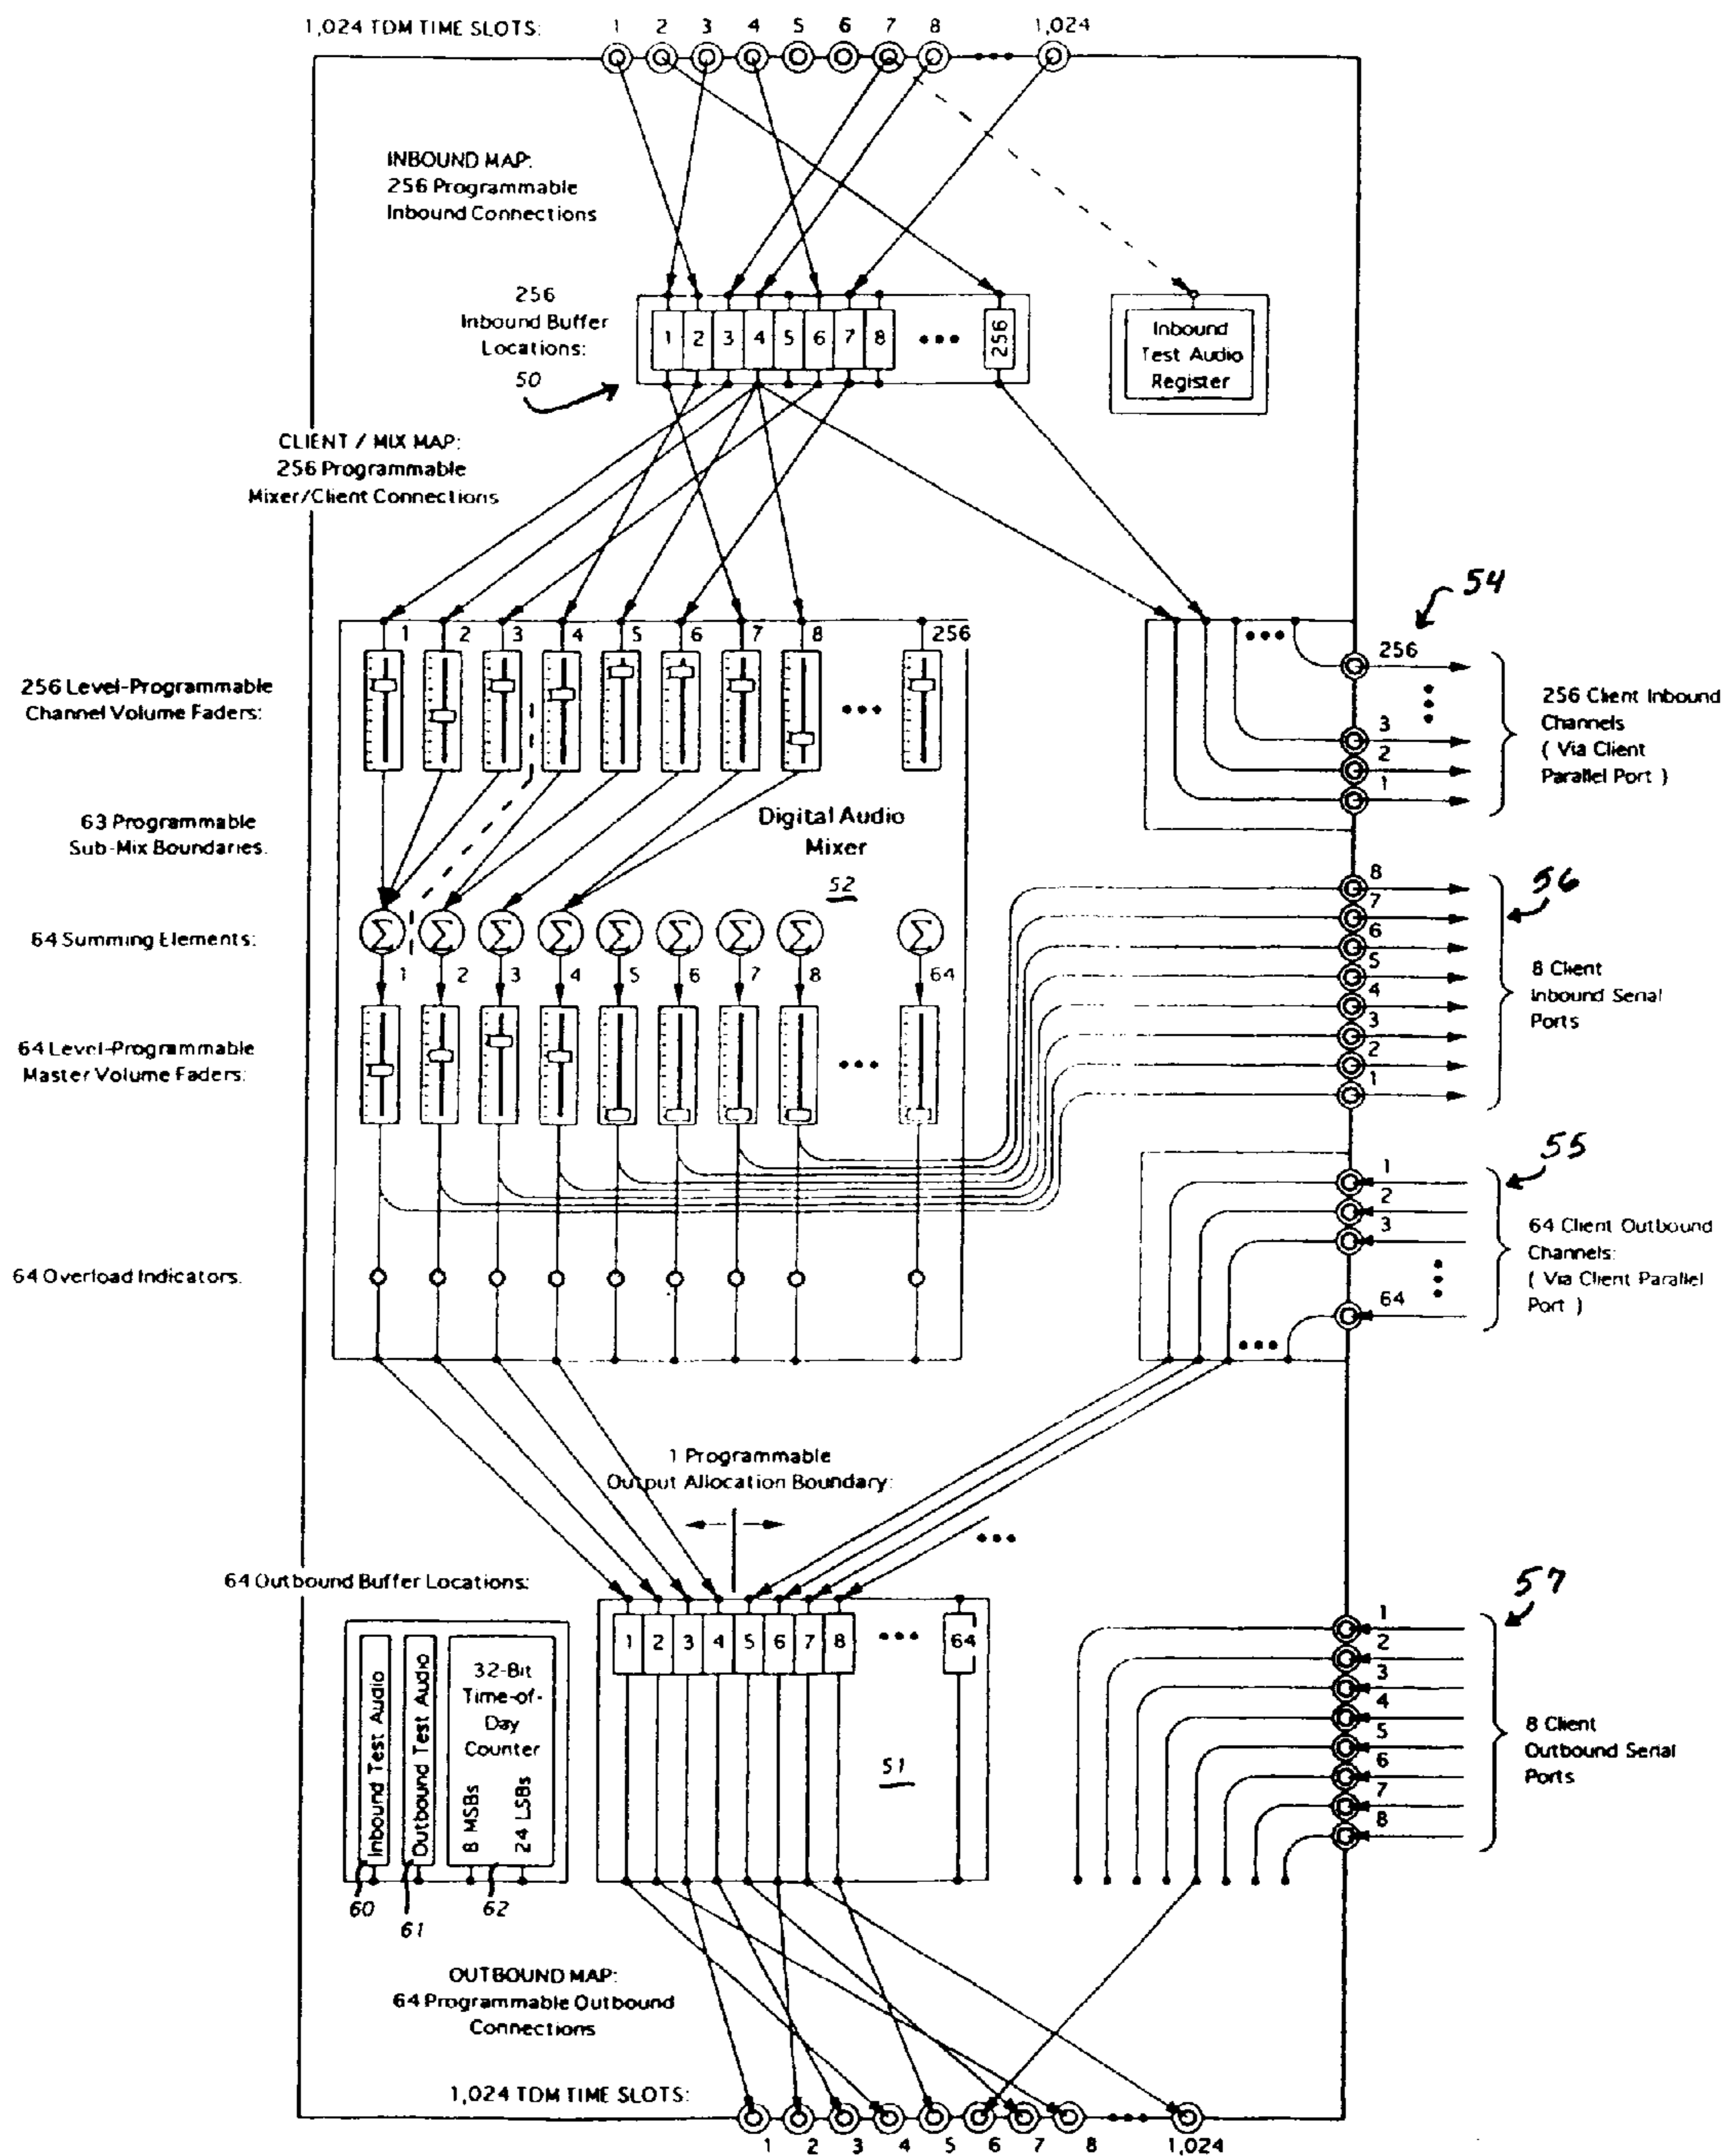 1,024 TDM TIME SLOTS:
1 2 3 4 5 6 7 8 ••• 1,024
INBOUND MAP:
256 Programmable
Inbound Connections
256
Inbound Buffer
Locations:
50
1 2 3 4 5 6 7 8 ••• 256
Inbound
Test Audio
Register
CLIENT / MIX MAP:
256 Programmable
Mixer/Client Connections
1 2 3 4 5 6 7 8 256
256 Level-Programmable
Channel Volume Faders:
•••
54
•••
256
3
2
1
256 Client Inbound
Channels
( Via Client
Parallel Port )
63 Programmable
Sub-Mix Boundaries.
Digital Audio
Mixer
52
64 Summing Elements:
Σ Σ Σ Σ Σ Σ Σ Σ Σ
1 2 3 4 5 6 7 8 64
56
8
7
6
5
4
3
2
1
8 Client
Inbound Serial
Ports
64 Level-Programmable
Master Volume Faders:
•••
55
1
2
3
64
•••
64 Client Outbound
Channels:
( Via Client Parallel
Port )
64 Overload Indicators.
1 Programmable
Output Allocation Boundary:
•••
64 Outbound Buffer Locations:
1 2 3 4 5 6 7 8 ••• 64
51
Inbound Test Audio
Outbound Test Audio
32-Bit
Time-of-
Day
Counter
8 MSBs
24 LSBs
60
61
62
57
1
2
3
4
5
6
7
8
8 Client
Outbound Serial
Ports
OUTBOUND MAP:
64 Programmable Outbound
Connections
1,024 TDM TIME SLOTS:
1 2 3 4 5 6 7 8 ••• 1,024